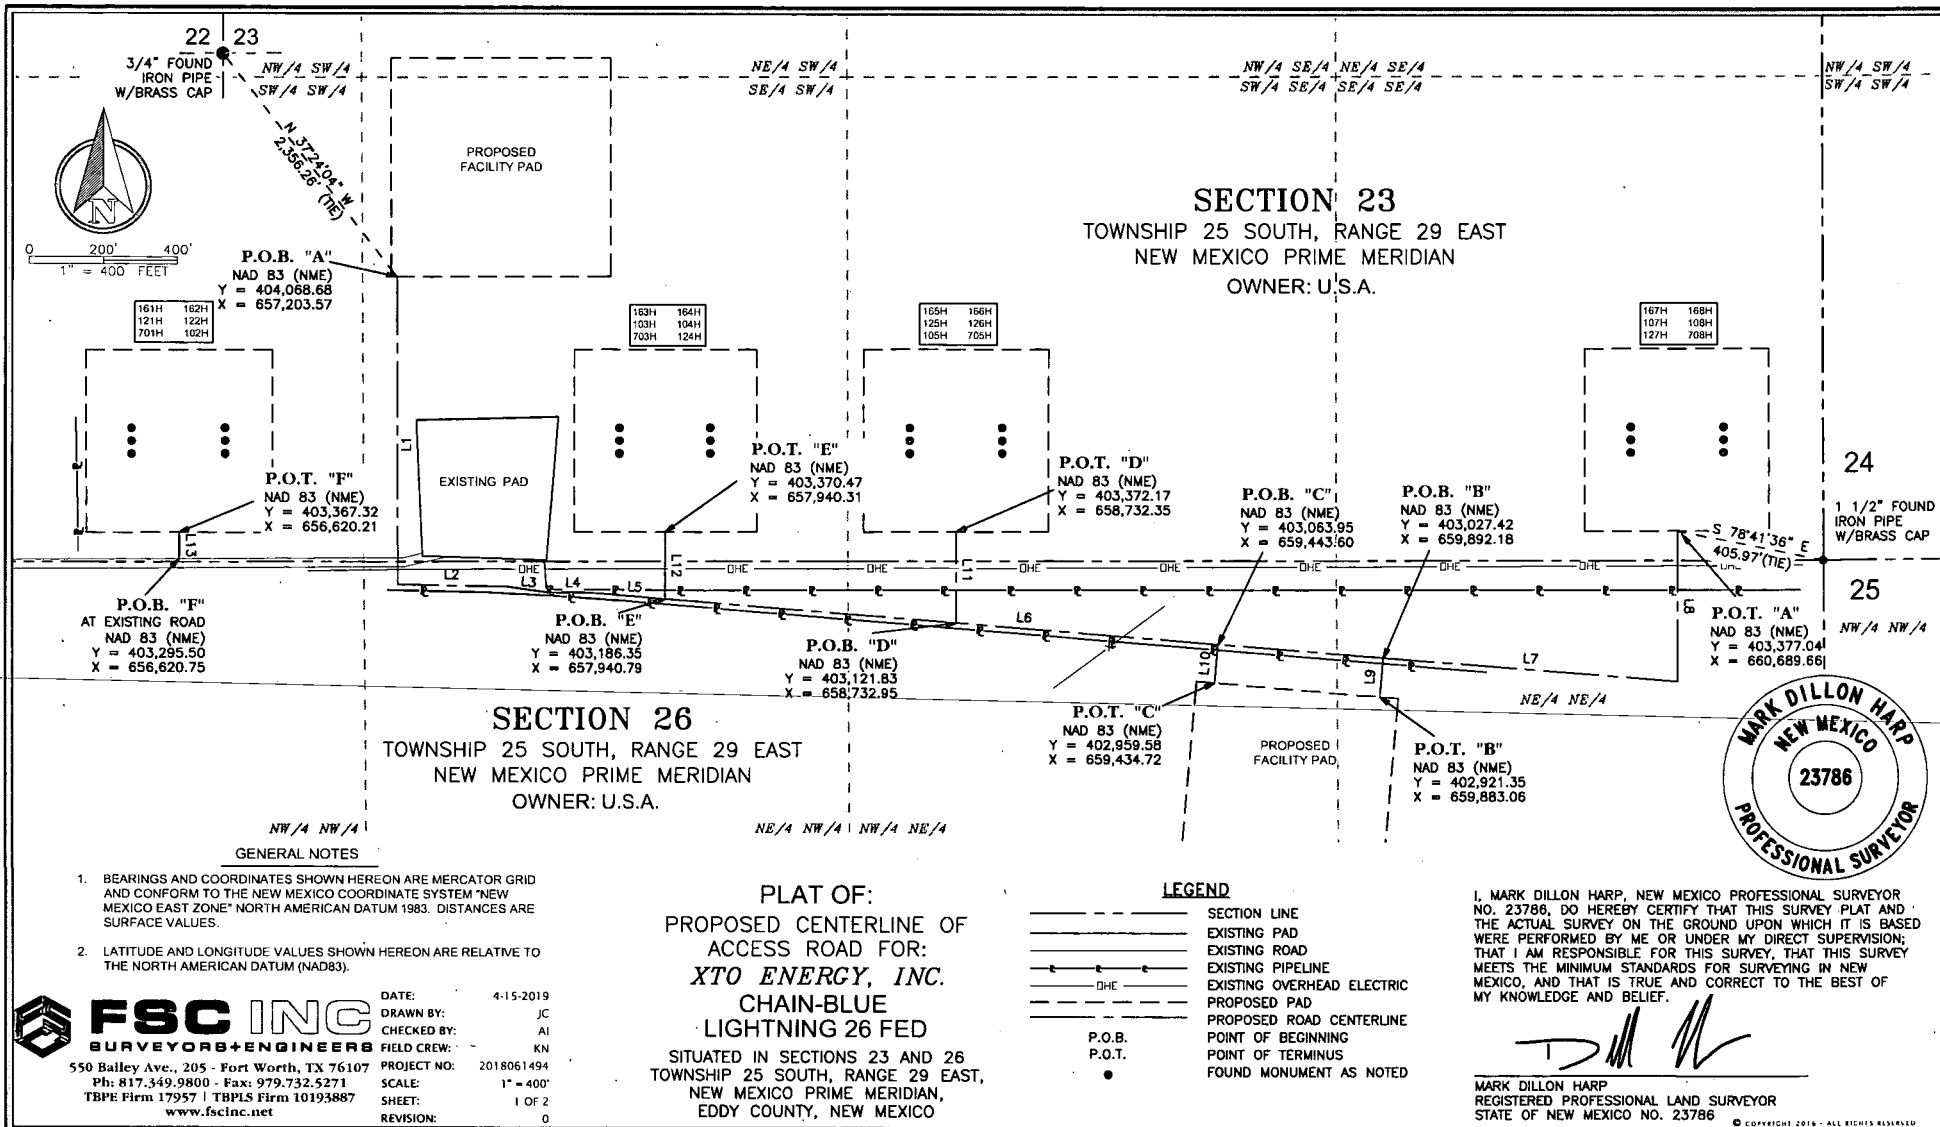 22 23
3/4" FOUND
IRON PIPE
W/BRASS CAP
NW/4 SW/4
SW/4 SW/4
NE/4 SW/4
SE/4 SW/4
NW/4 SE/4 NE/4 SE/4
SW/4 SE/4 SE/4 SE/4
NW/4 SW/4
SW/4 SW/4
N 37°24'04" W
2,356.26' (TIE)
N
0 200' 400'
1" = 400 FEET
PROPOSED
FACILITY PAD
SECTION 23
TOWNSHIP 25 SOUTH, RANGE 29 EAST
NEW MEXICO PRIME MERIDIAN
OWNER: U.S.A.
P.O.B. "A"
NAD 83 (NME)
Y = 404,068.68
X = 657,203.57
161H 162H
121H 122H
701H 102H
163H 164H
103H 104H
703H 124H
165H 166H
125H 126H
105H 705H
167H 168H
107H 108H
127H 708H
L1
EXISTING PAD
P.O.T. "F"
NAD 83 (NME)
Y = 403,367.32
X = 656,620.21
P.O.T. "E"
NAD 83 (NME)
Y = 403,370.47
X = 657,940.31
P.O.T. "D"
NAD 83 (NME)
Y = 403,372.17
X = 658,732.35
P.O.B. "C"
NAD 83 (NME)
Y = 403,063.95
X = 659,443.60
P.O.B. "B"
NAD 83 (NME)
Y = 403,027.42
X = 659,892.18
24
1 1/2" FOUND
IRON PIPE
W/BRASS CAP
S 78°41'36" E
405.97' (TIE)
25
L13
L12
L11
OHE OHE OHE OHE OHE OHE OHE
L2 L3 L4 L5 L6 L7
L8
L9
L10
P.O.B. "F"
AT EXISTING ROAD
NAD 83 (NME)
Y = 403,295.50
X = 656,620.75
P.O.B. "E"
NAD 83 (NME)
Y = 403,186.35
X = 657,940.79
P.O.B. "D"
NAD 83 (NME)
Y = 403,121.83
X = 658,732.95
P.O.T. "A"
NAD 83 (NME)
Y = 403,377.04
X = 660,689.66
NW/4 NW/4
NE/4 NE/4
SECTION 26
TOWNSHIP 25 SOUTH, RANGE 29 EAST
NEW MEXICO PRIME MERIDIAN
OWNER: U.S.A.
P.O.T. "C"
NAD 83 (NME)
Y = 402,959.58
X = 659,434.72
PROPOSED
FACILITY PAD
P.O.T. "B"
NAD 83 (NME)
Y = 402,921.35
X = 659,883.06
MARK DILLON HARP
NEW MEXICO
23786
PROFESSIONAL SURVEYOR
NW/4 NW/4
NE/4 NW/4 NW/4 NE/4
GENERAL NOTES
1. BEARINGS AND COORDINATES SHOWN HEREON ARE MERCATOR GRID
AND CONFORM TO THE NEW MEXICO COORDINATE SYSTEM "NEW
MEXICO EAST ZONE" NORTH AMERICAN DATUM 1983. DISTANCES ARE
SURFACE VALUES.
2. LATITUDE AND LONGITUDE VALUES SHOWN HEREON ARE RELATIVE TO
THE NORTH AMERICAN DATUM (NAD83).
FSC INC
SURVEYORS+ENGINEERS
550 Bailey Ave., 205 - Fort Worth, TX 76107
Ph: 817.349.9800 - Fax: 979.732.5271
TBPE Firm 17957 | TBPLS Firm 10193887
www.fscinc.net
DATE: 4-15-2019
DRAWN BY: JC
CHECKED BY: AI
FIELD CREW: KN
PROJECT NO: 2018061494
SCALE: 1" = 400'
SHEET: 1 OF 2
REVISION: 0
PLAT OF:
PROPOSED CENTERLINE OF
ACCESS ROAD FOR:
XTO ENERGY, INC.
CHAIN-BLUE
LIGHTNING 26 FED
SITUATED IN SECTIONS 23 AND 26
TOWNSHIP 25 SOUTH, RANGE 29 EAST,
NEW MEXICO PRIME MERIDIAN,
EDDY COUNTY, NEW MEXICO
LEGEND
SECTION LINE
EXISTING PAD
EXISTING ROAD
EXISTING PIPELINE
OHE EXISTING OVERHEAD ELECTRIC
PROPOSED PAD
PROPOSED ROAD CENTERLINE
P.O.B. POINT OF BEGINNING
P.O.T. POINT OF TERMINUS
FOUND MONUMENT AS NOTED
I, MARK DILLON HARP, NEW MEXICO PROFESSIONAL SURVEYOR
NO. 23786, DO HEREBY CERTIFY THAT THIS SURVEY PLAT AND
THE ACTUAL SURVEY ON THE GROUND UPON WHICH IT IS BASED
WERE PERFORMED BY ME OR UNDER MY DIRECT SUPERVISION;
THAT I AM RESPONSIBLE FOR THIS SURVEY, THAT THIS SURVEY
MEETS THE MINIMUM STANDARDS FOR SURVEYING IN NEW
MEXICO, AND THAT IS TRUE AND CORRECT TO THE BEST OF
MY KNOWLEDGE AND BELIEF.
MARK DILLON HARP
REGISTERED PROFESSIONAL LAND SURVEYOR
STATE OF NEW MEXICO NO. 23786
© COPYRIGHT 2016 - ALL RIGHTS RESERVED